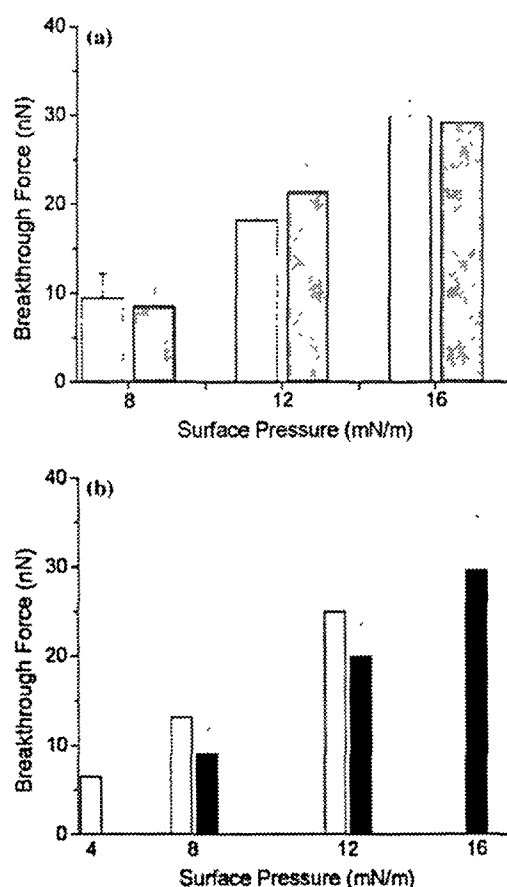 (a)
40
30
20
10
0
Breakthrough Force (nN)
8 12 16
Surface Pressure (mN/m)
(b)
40
30
20
10
0
Breakthrough Force (nN)
4 8 12 16
Surface Pressure (mN/m)